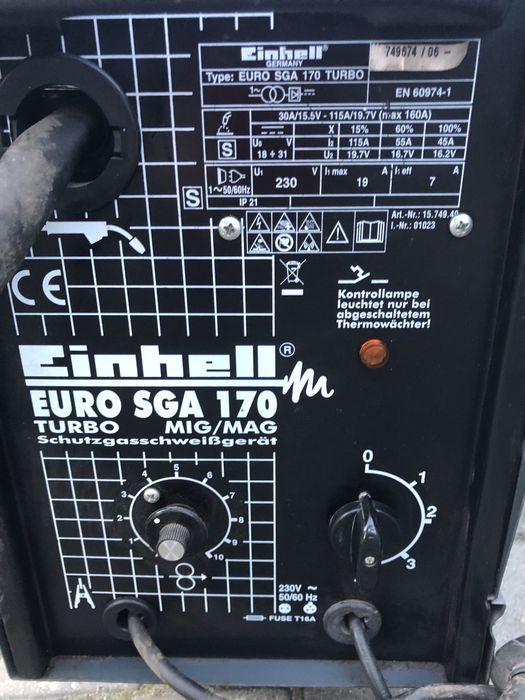 Einhell
GERMANY
749674 / 06 -
Type: EURO SGA 170 TURBO
1~
EN 60974-1
30A/15.5V - 115A/19.7V (max 160A)
X 15% 60% 100%
S
U₀ V
18 ÷ 31
I₂ 115A 55A 45A
U₂ 19.7V 16.7V 16.2V
1~50/60Hz
U₁ V
230
I₁ max A
19
I₁ eff A
7
S
IP 21
Art.-Nr.: 15.749.40
I.-Nr.: 01023
CE
Kontrollampe
leuchtet nur bei
abgeschaltetem
Thermowächter!
Einhell®
EURO SGA 170
TURBO MIG/MAG
Schutzgasschweißgerät
1 2 3 4 5 6 7 8 9 10
0 1 2 3
230V ~
50/60 Hz
FUSE T16A